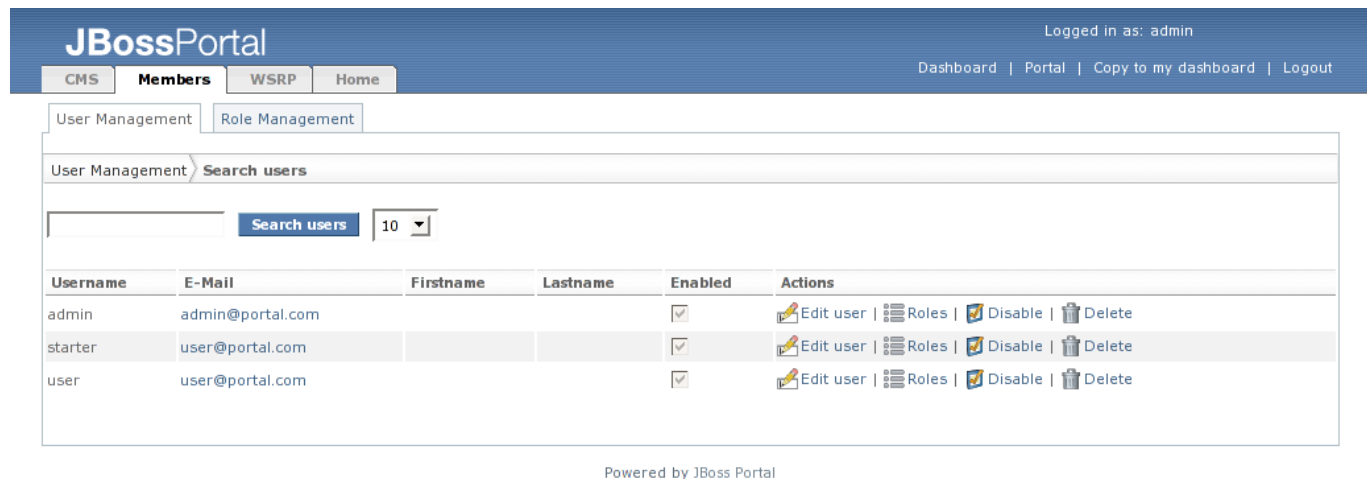 Logged in as: admin
JBossPortal
Dashboard | Portal | Copy to my dashboard | Logout
CMS Members WSRP Home
User Management Role Management
User Management Search users
Search users 10
Username E-Mail Firstname Lastname Enabled Actions
admin admin@portal.com Edit user | Roles | Disable | Delete
starter user@portal.com Edit user | Roles | Disable | Delete
user user@portal.com Edit user | Roles | Disable | Delete
Powered by JBoss Portal